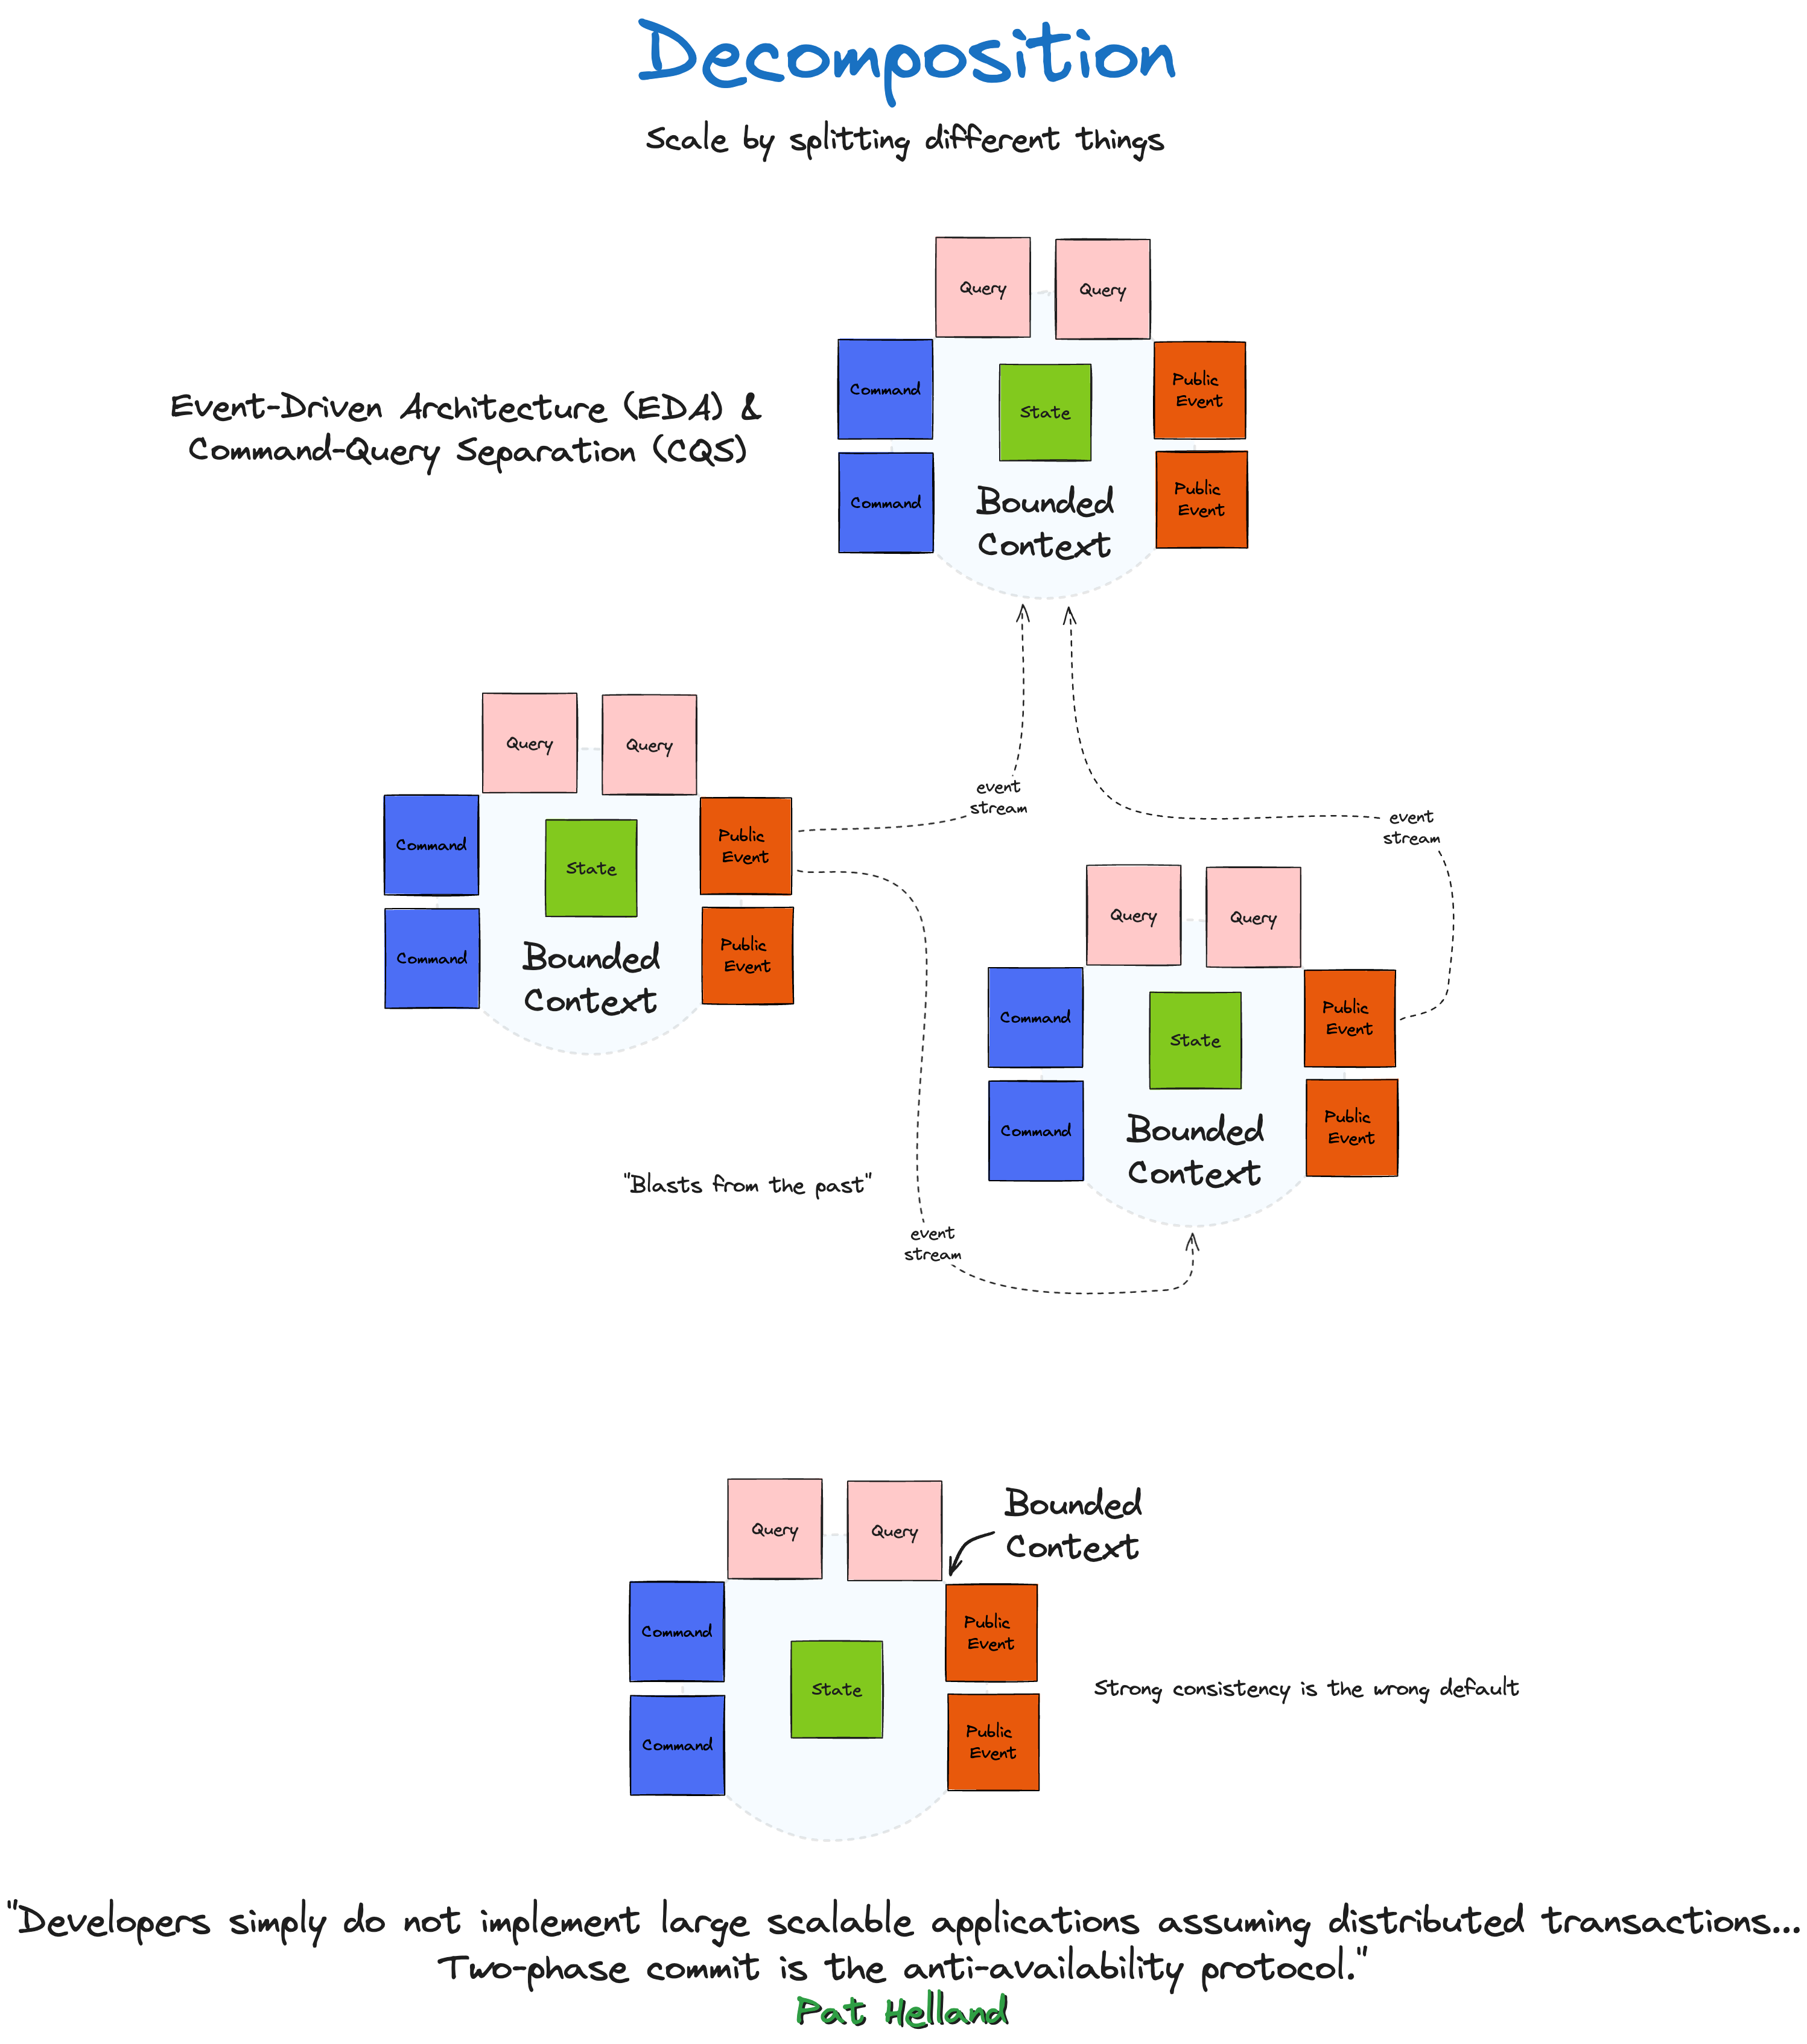 Decomposition
Scale by splitting different things
Query
Query
Command
Public
Event
State
Event-Driven Architecture (EDA) &
Command-Query Separation (CQS)
Command
Public
Event
Bounded
Context
Query
Query
event
stream
event
stream
Command
Public
Event
State
Query
Query
Command
Public
Event
Bounded
Context
Command
Public
Event
State
Command
Public
Event
Bounded
Context
"Blasts from the past"
event
stream
Query
Query
Bounded
Context
Command
Public
Event
State
Strong consistency is the wrong default
Command
Public
Event
"Developers simply do not implement large scalable applications assuming distributed transactions...
Two-phase commit is the anti-availability protocol."
Pat Helland